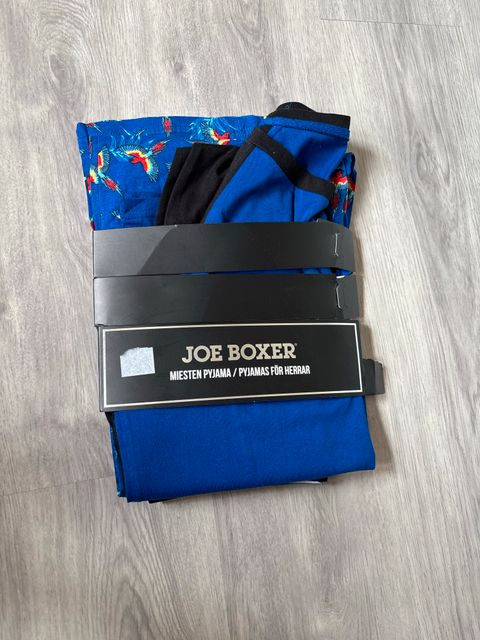 JOE BOXER®
MIESTEN PYJAMA / PYJAMAS FÖR HERRAR